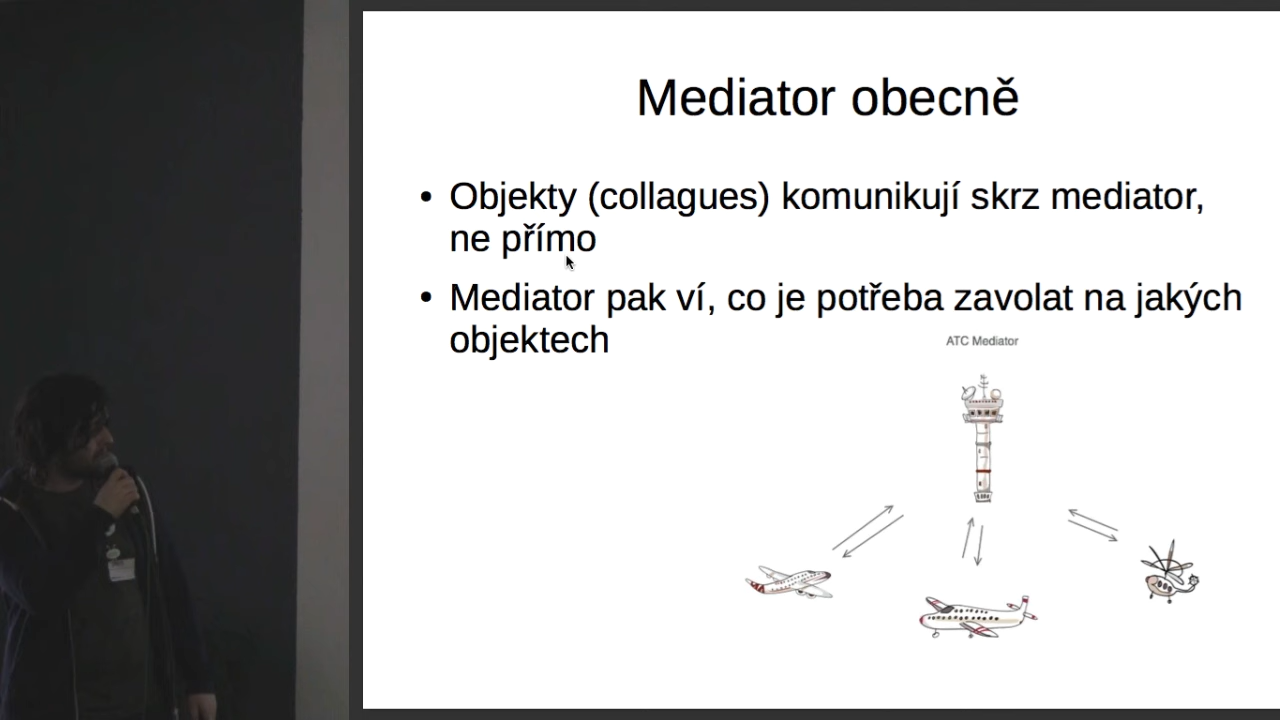 Mediator obecně
• Objekty (collagues) komunikují skrz mediator,
ne přímo
• Mediator pak ví, co je potřeba zavolat na jakých
objektech
ATC Mediator